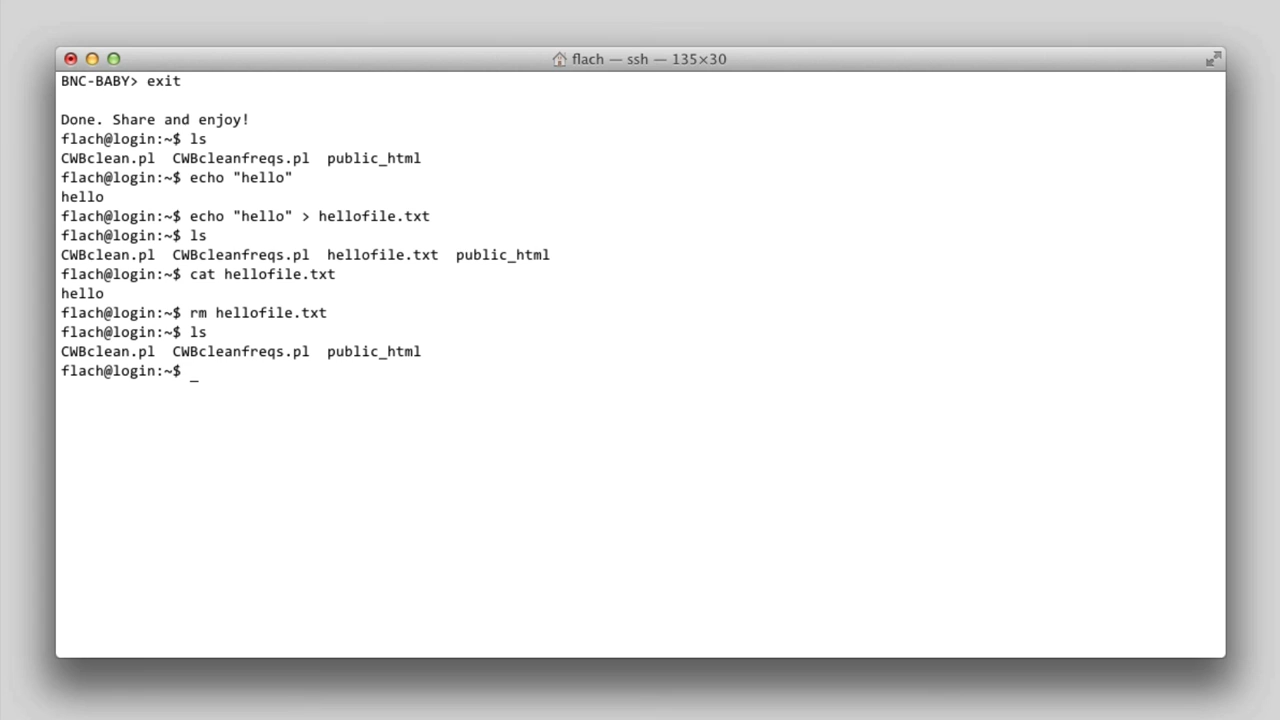 flach — ssh — 135×30
BNC-BABY> exit
Done. Share and enjoy!
flach@login:~$ ls
CWBclean.pl  CWBcleanfreqs.pl  public_html
flach@login:~$ echo "hello"
hello
flach@login:~$ echo "hello" > hellofile.txt
flach@login:~$ ls
CWBclean.pl  CWBcleanfreqs.pl  hellofile.txt  public_html
flach@login:~$ cat hellofile.txt
hello
flach@login:~$ rm hellofile.txt
flach@login:~$ ls
CWBclean.pl  CWBcleanfreqs.pl  public_html
flach@login:~$ _